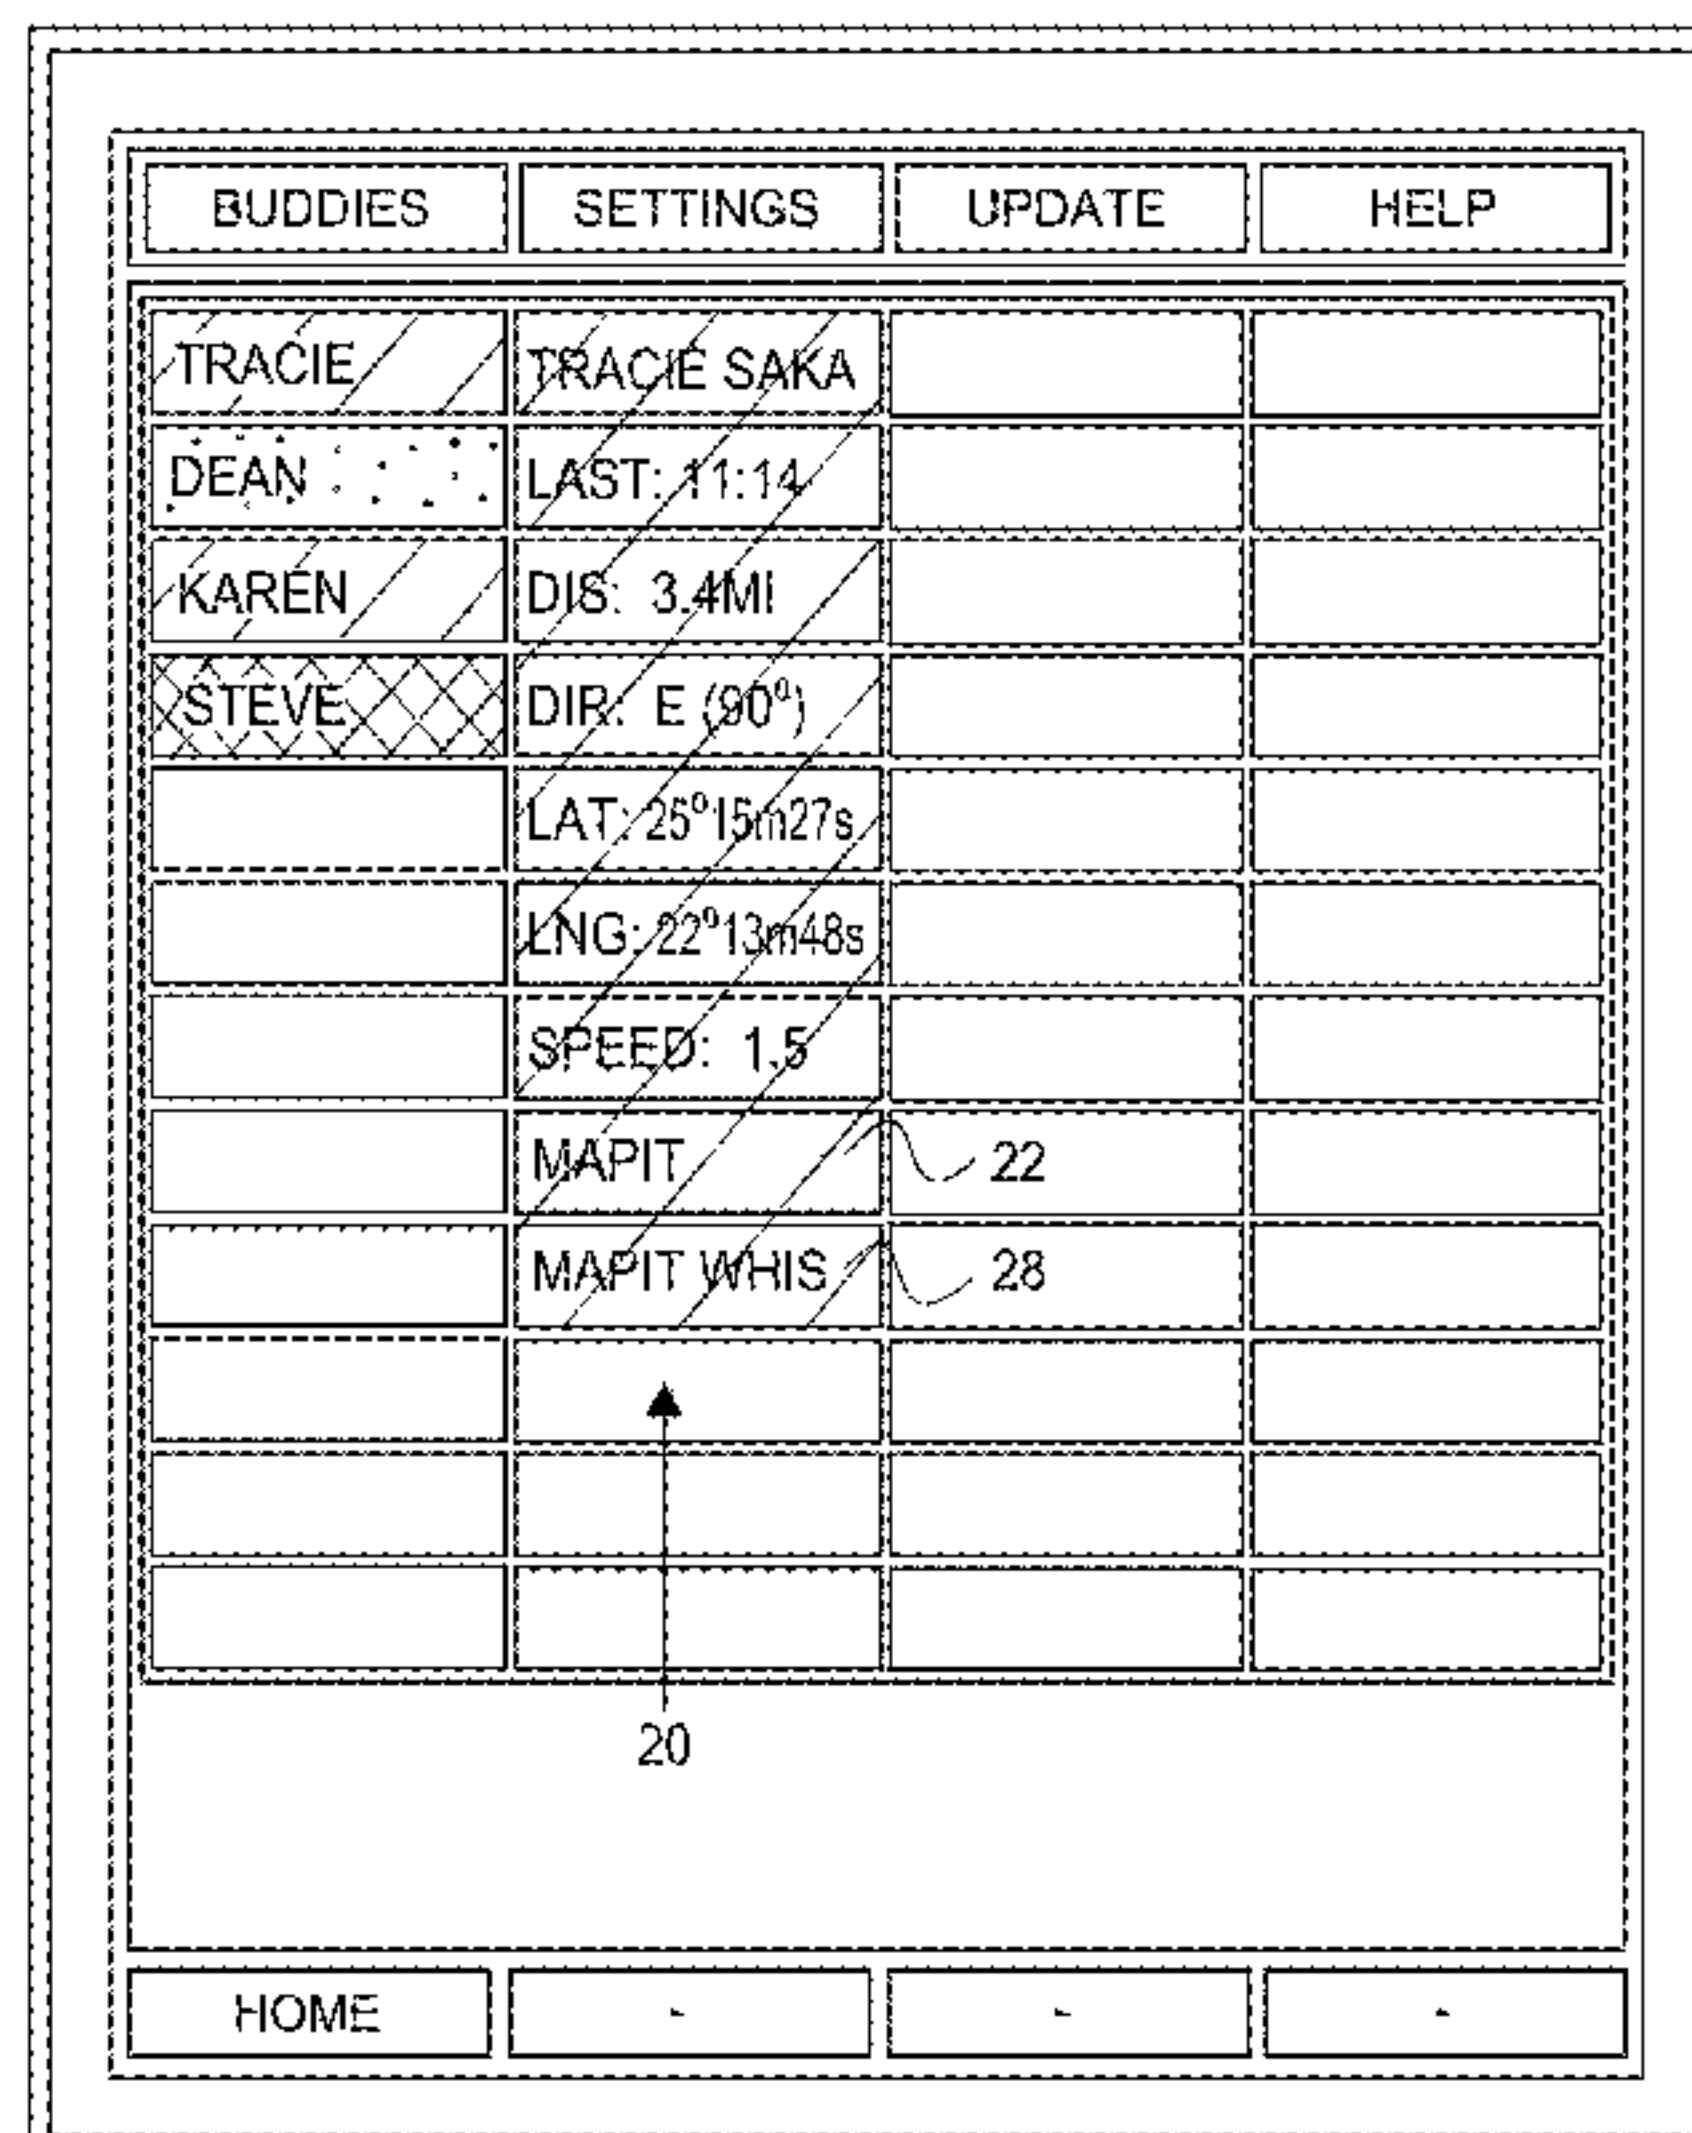 BUDDIES SETTINGS UPDATE HELP
TRACIE TRACIE SAKA
DEAN LAST: 11:14
KAREN DIS: 3.4MI
STEVE DIR: E (90°)
LAT: 25°15m27s
LNG: 22°13m48s
SPEED: 1.5
MAPIT 22
MAPIT WHIS 28
20
HOME - - -